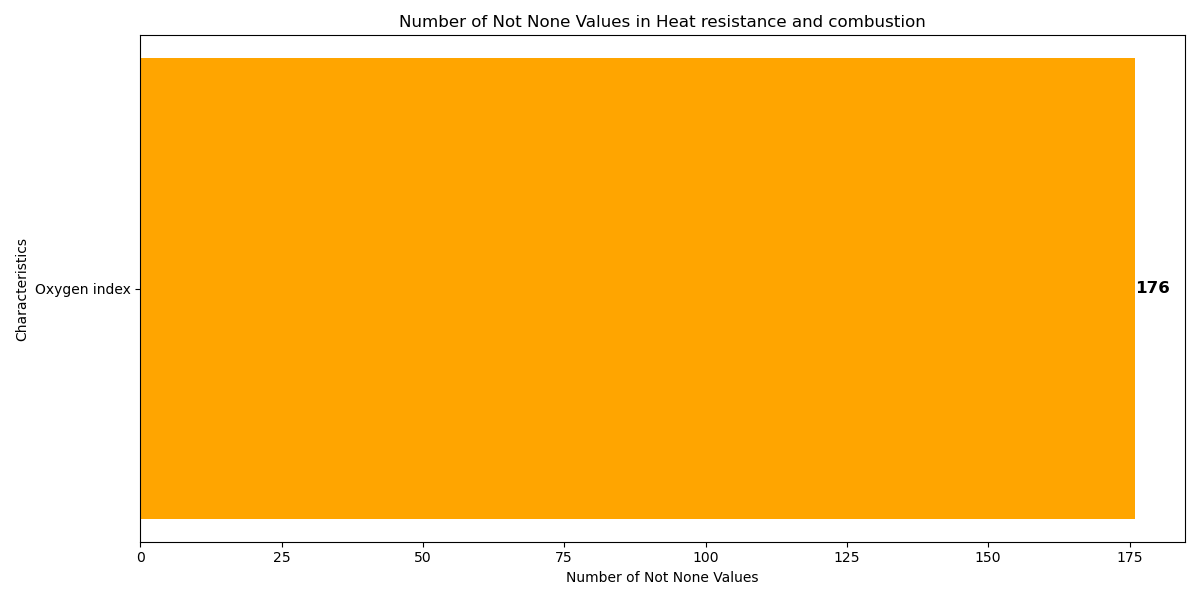 Number of Not None Values in Heat resistance and combustion
Characteristics
Oxygen index
176
0 25 50 75 100 125 150 175
Number of Not None Values